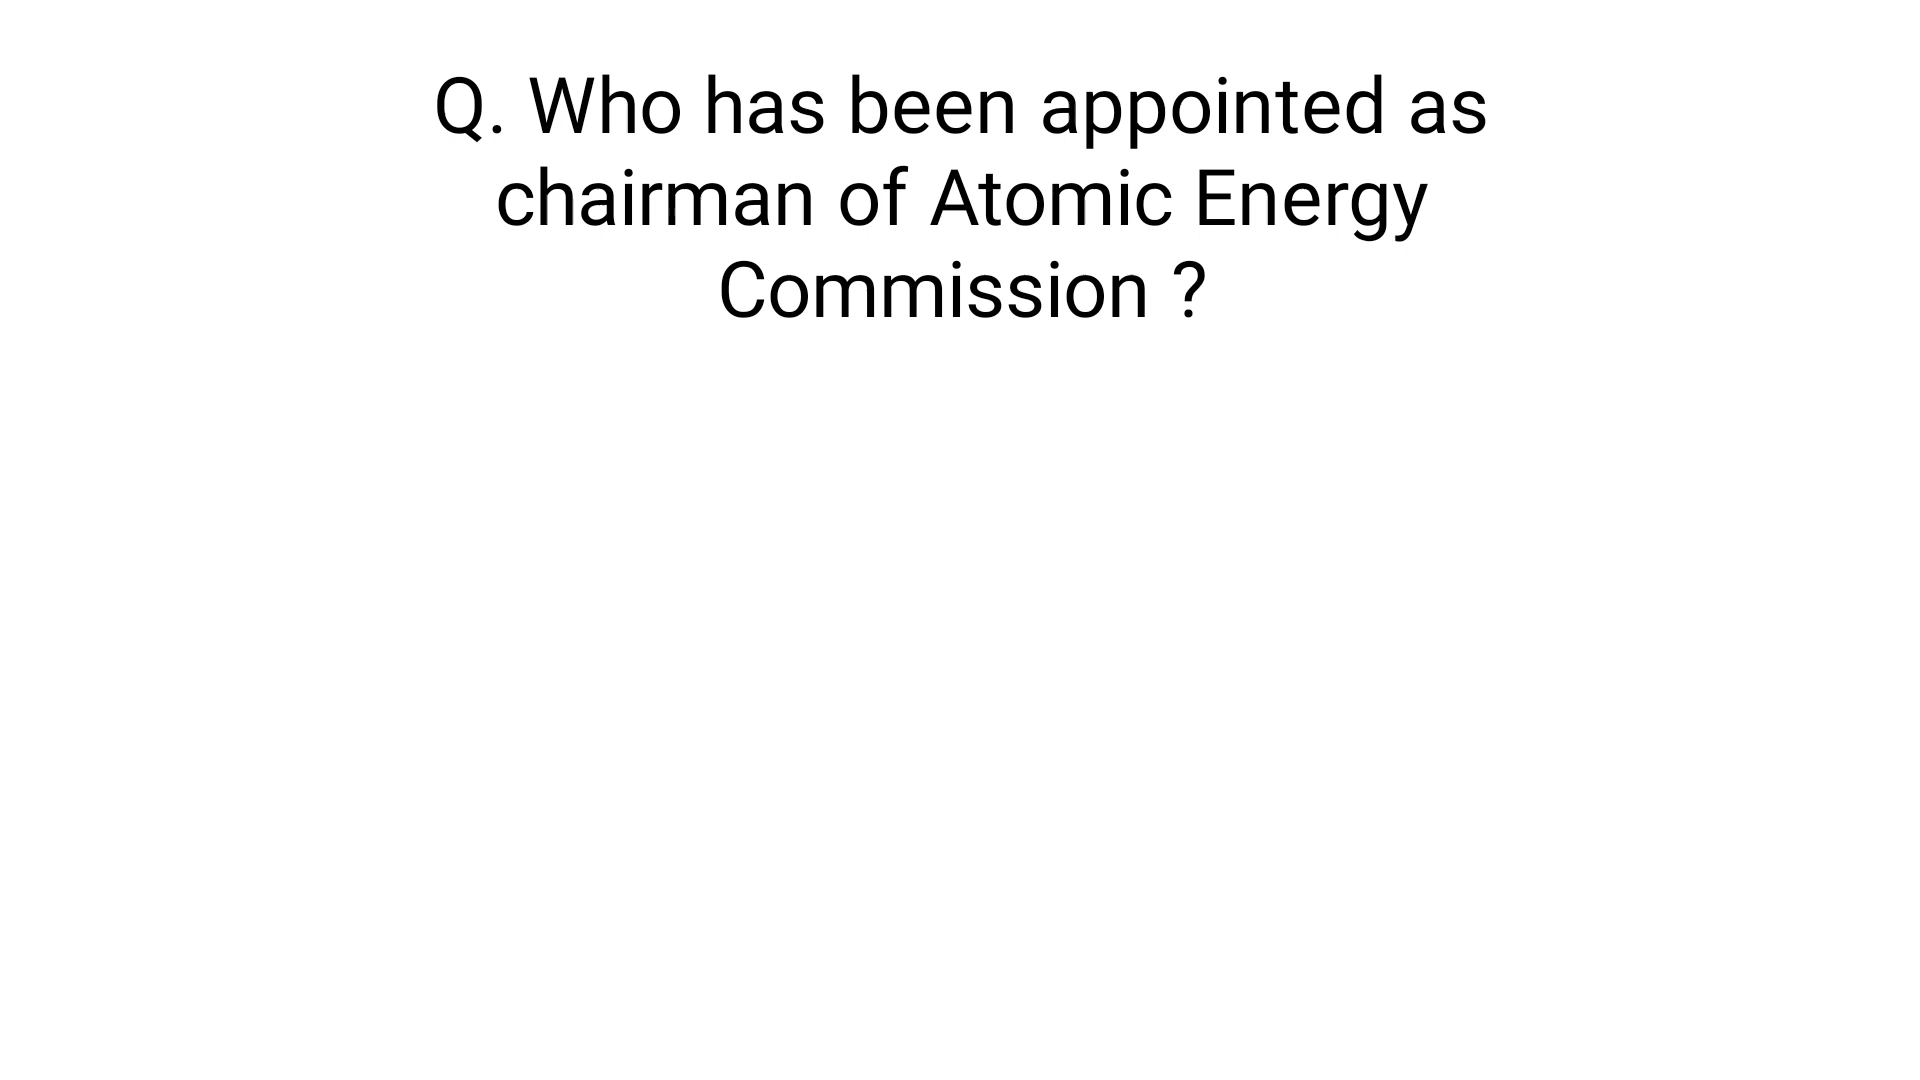 Q. Who has been appointed as
chairman of Atomic Energy
Commission ?